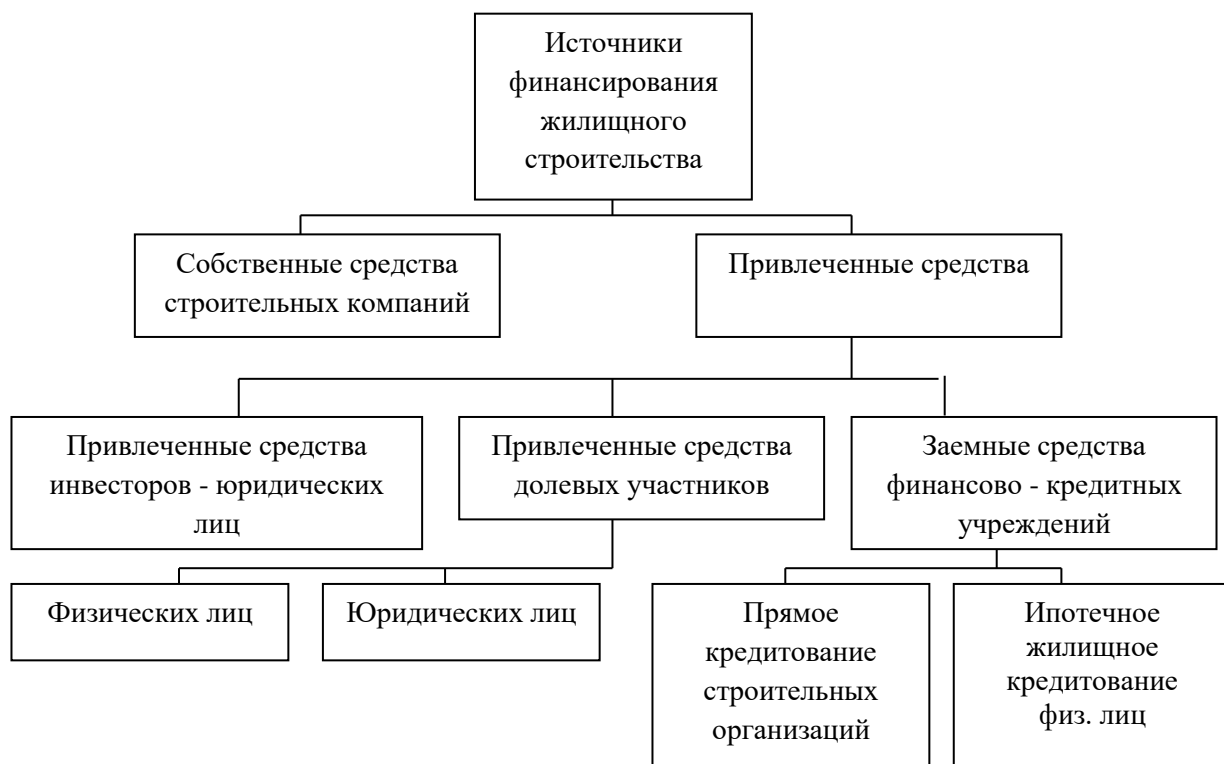 Источники
финансирования
жилищного
строительства
Собственные средства
строительных компаний
Привлеченные средства
Привлеченные средства
инвесторов - юридических
лиц
Привлеченные средства
долевых участников
Заемные средства
финансово - кредитных
учреждений
Физических лиц
Юридических лиц
Прямое
кредитование
строительных
организаций
Ипотечное
жилищное
кредитование
физ. лиц